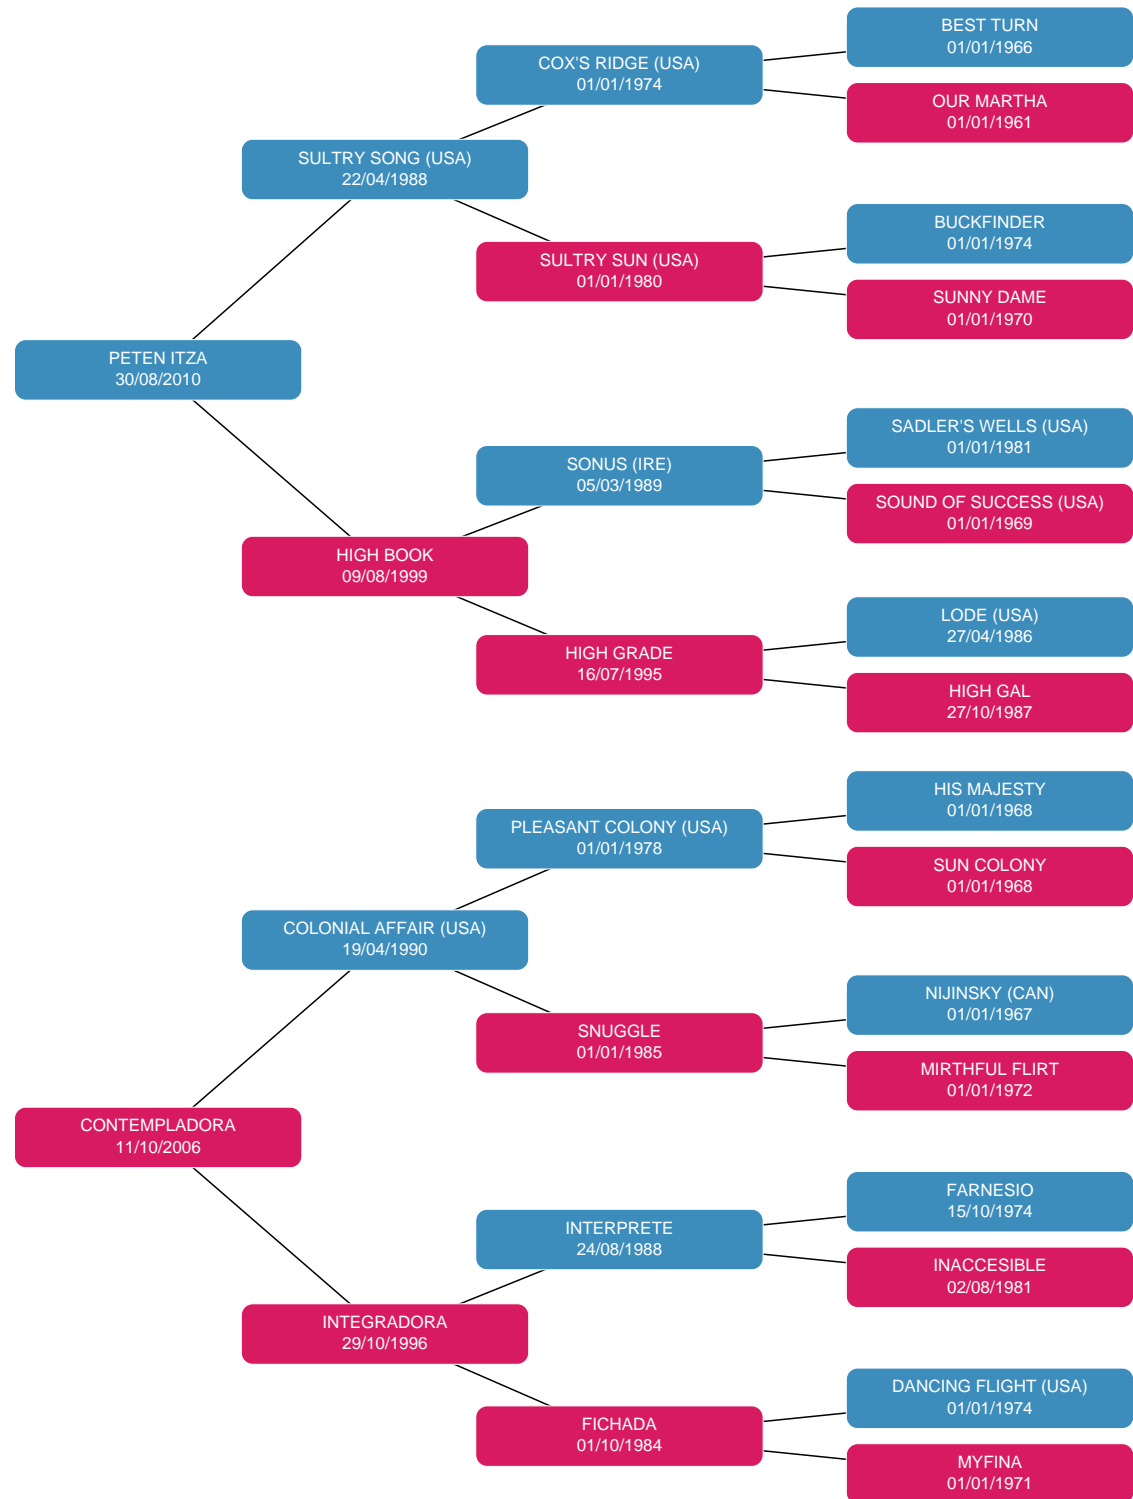 BEST TURN
01/01/1966
COX'S RIDGE (USA)
01/01/1974
OUR MARTHA
01/01/1961
SULTRY SONG (USA)
22/04/1988
BUCKFINDER
01/01/1974
SULTRY SUN (USA)
01/01/1980
SUNNY DAME
01/01/1970
PETEN ITZA
30/08/2010
SADLER'S WELLS (USA)
01/01/1981
SONUS (IRE)
05/03/1989
SOUND OF SUCCESS (USA)
01/01/1969
HIGH BOOK
09/08/1999
LODE (USA)
27/04/1986
HIGH GRADE
16/07/1995
HIGH GAL
27/10/1987
HIS MAJESTY
01/01/1968
PLEASANT COLONY (USA)
01/01/1978
SUN COLONY
01/01/1968
COLONIAL AFFAIR (USA)
19/04/1990
NIJINSKY (CAN)
01/01/1967
SNUGGLE
01/01/1985
MIRTHFUL FLIRT
01/01/1972
CONTEMPLADORA
11/10/2006
FARNESIO
15/10/1974
INTERPRETE
24/08/1988
INACCESIBLE
02/08/1981
INTEGRADORA
29/10/1996
DANCING FLIGHT (USA)
01/01/1974
FICHADA
01/10/1984
MYFINA
01/01/1971